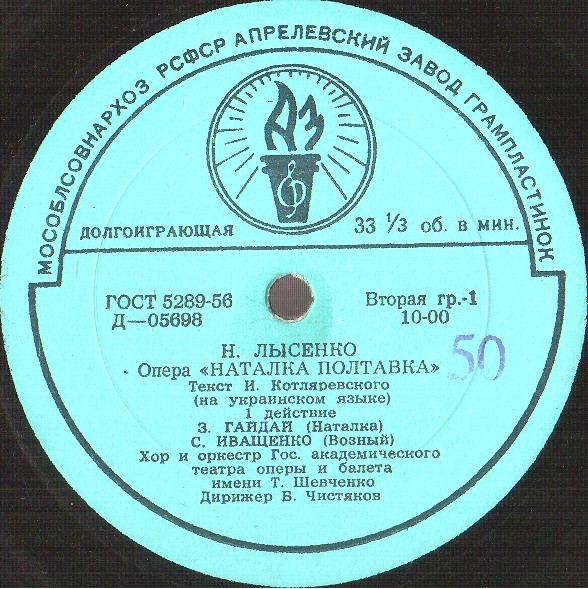 МОСОБЛСОВНАРХОЗ РСФСР АПРЕЛЕВСКИЙ ЗАВОД ГРАМПЛАСТИНОК
АЗ
ДОЛГОИГРАЮЩАЯ 33 1/3 об. в мин.
ГОСТ 5289-56 Вторая гр.-1
Д—05698 10-00
Н. ЛЫСЕНКО
Опера «НАТАЛКА ПОЛТАВКА»
50
Текст И. Котляревского
(на украинском языке)
1 действие
З. ГАЙДАЙ (Наталка)
С. ИВАЩЕНКО (Возный)
Хор и оркестр Гос. академического
театра оперы и балета
имени Т. Шевченко
Дирижер В. Чистяков